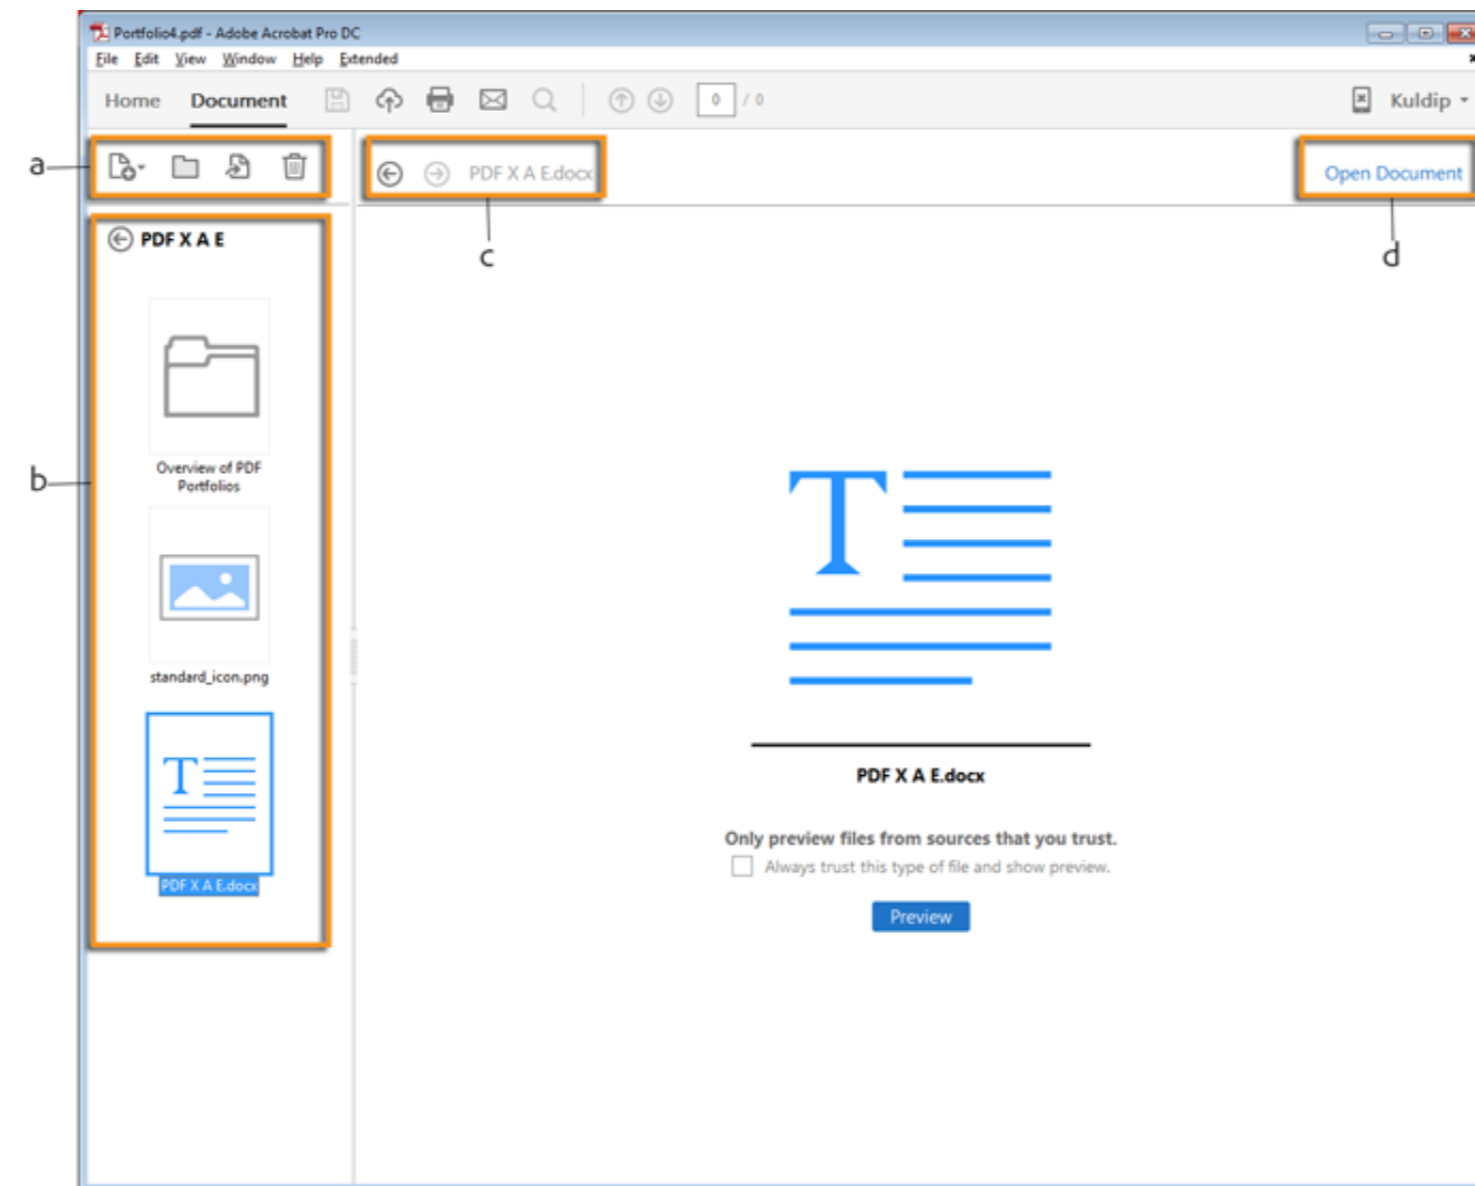 Portfolio4.pdf - Adobe Acrobat Pro DC
File Edit View Window Help Extended
Home Document 0 / 0 Kuldip
a
PDF X A E.docx
Open Document
c
d
PDF X A E
b
Overview of PDF
Portfolios
standard_icon.png
PDF X A E.docx
T
PDF X A E.docx
Only preview files from sources that you trust.
Always trust this type of file and show preview.
Preview